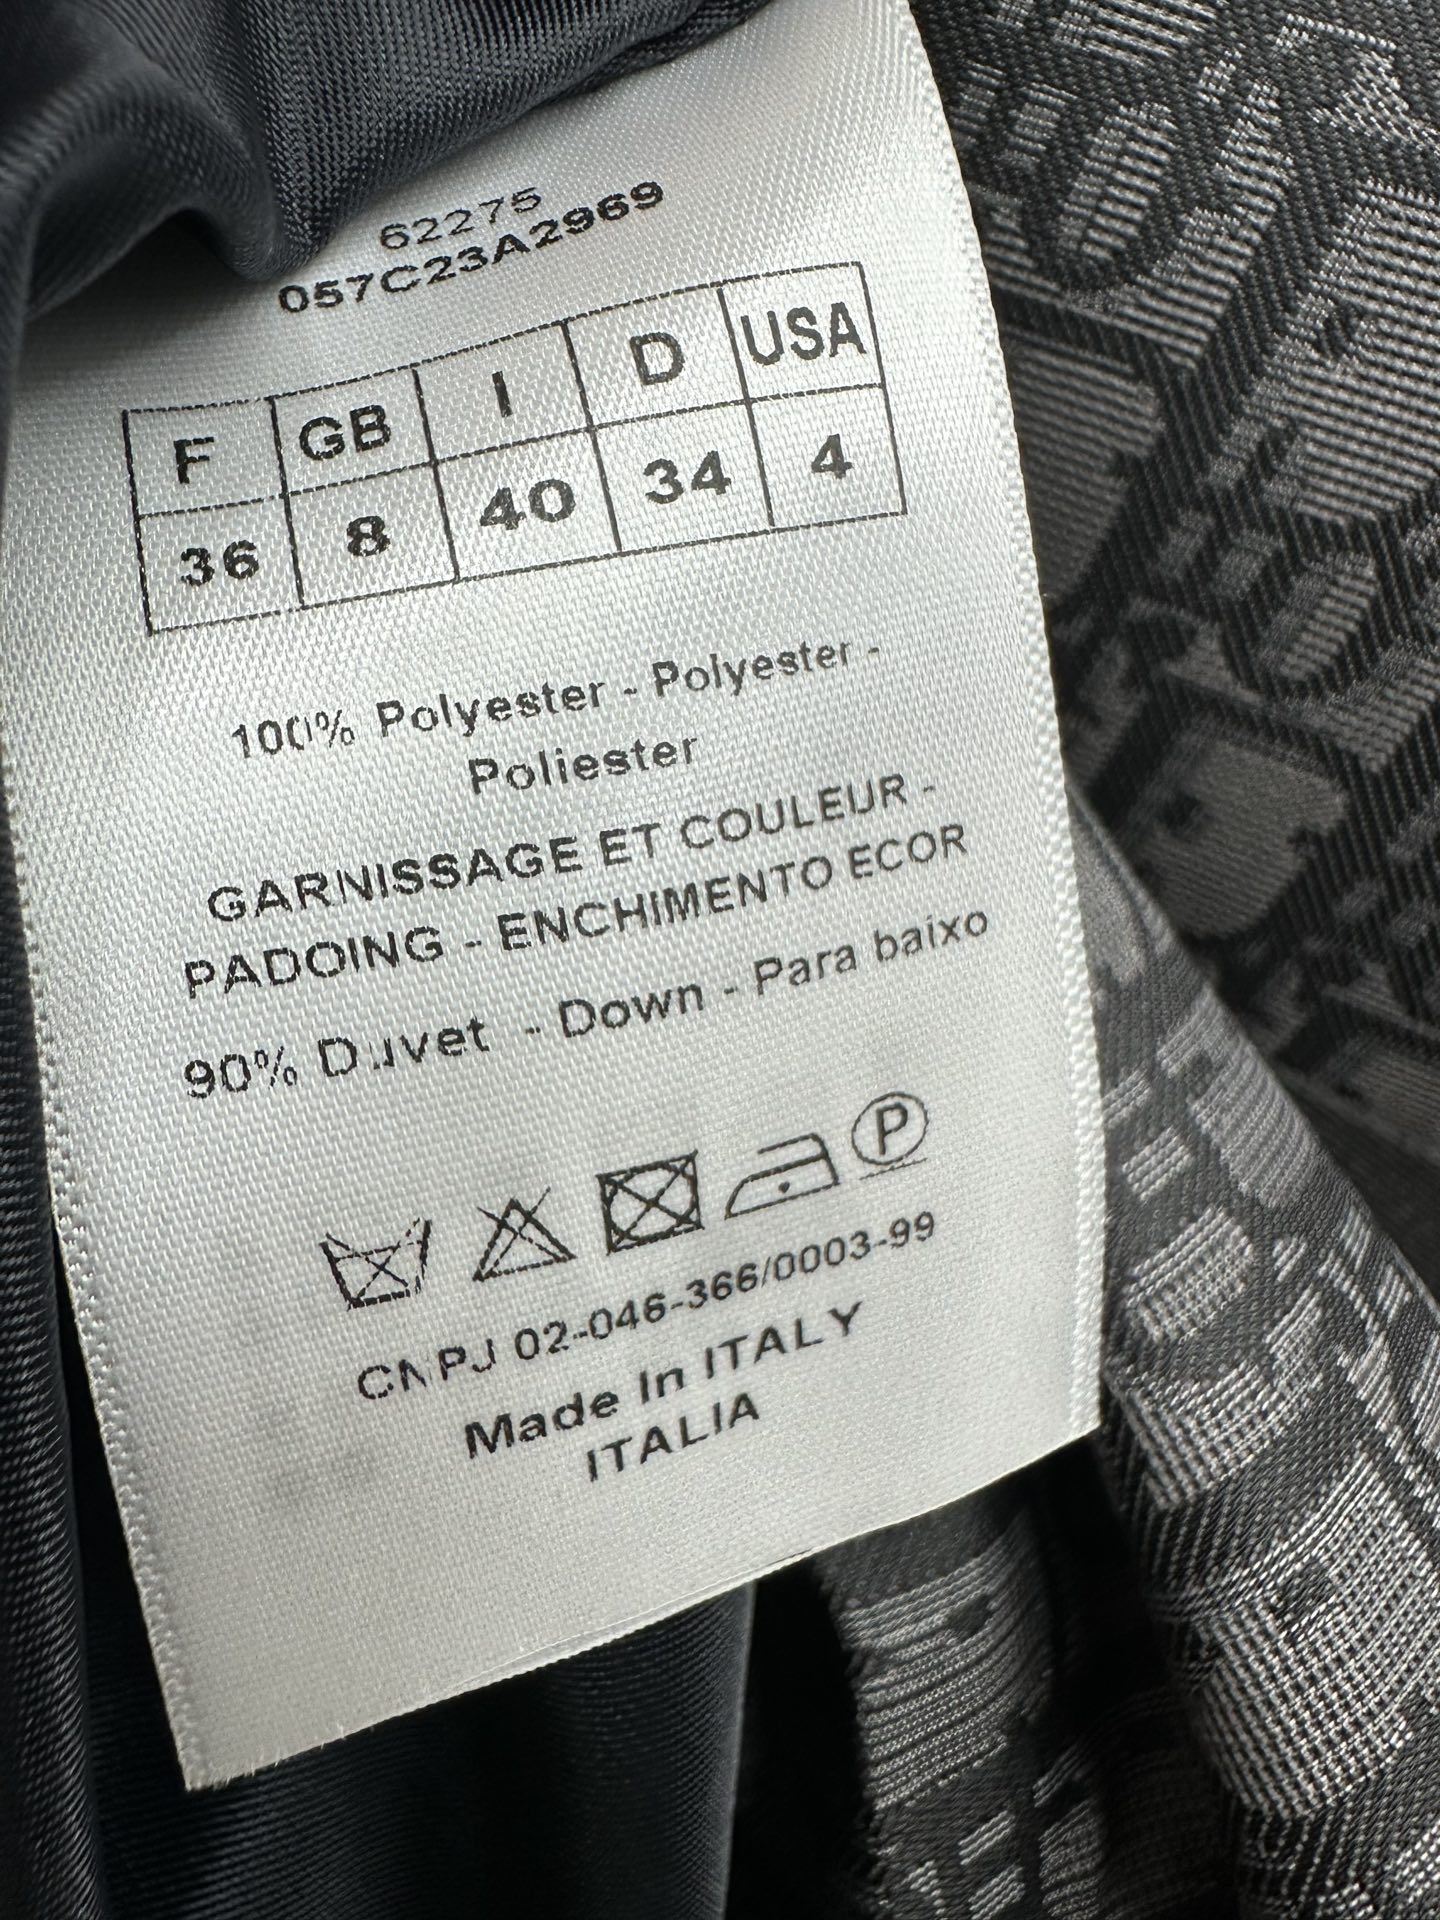 62275
057C23A2969
F GB I D USA
36 8 40 34 4
100% Polyester - Polyester -
Poliester
GARNISSAGE ET COULEUR -
PADOING - ENCHIMENTO ECOR
90% Duvet - Down - Para baixo
P
CNPJ 02-046-366/0003-99
Made In ITALY
ITALIA